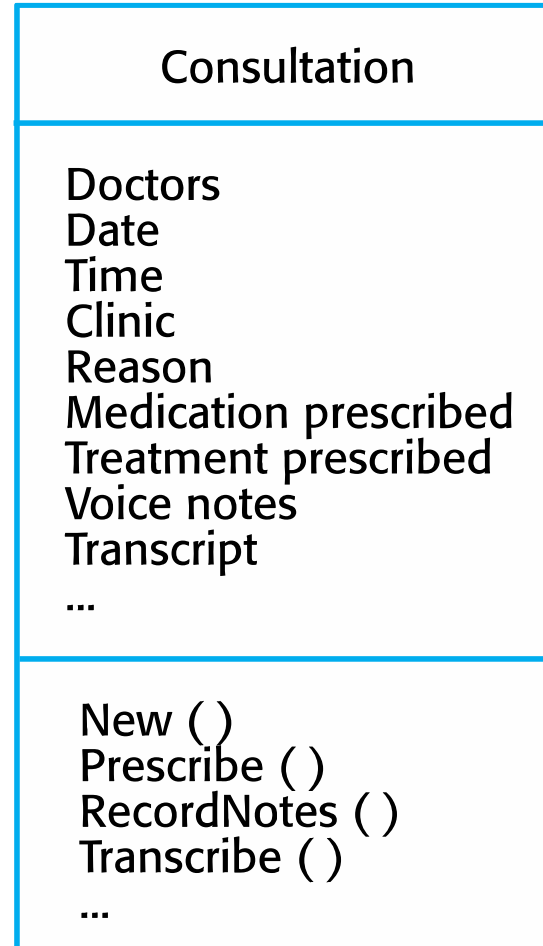 Consultation
Doctors
Date
Time
Clinic
Reason
Medication prescribed
Treatment prescribed
Voice notes
Transcript
...
New ( )
Prescribe ( )
RecordNotes ( )
Transcribe ( )
...